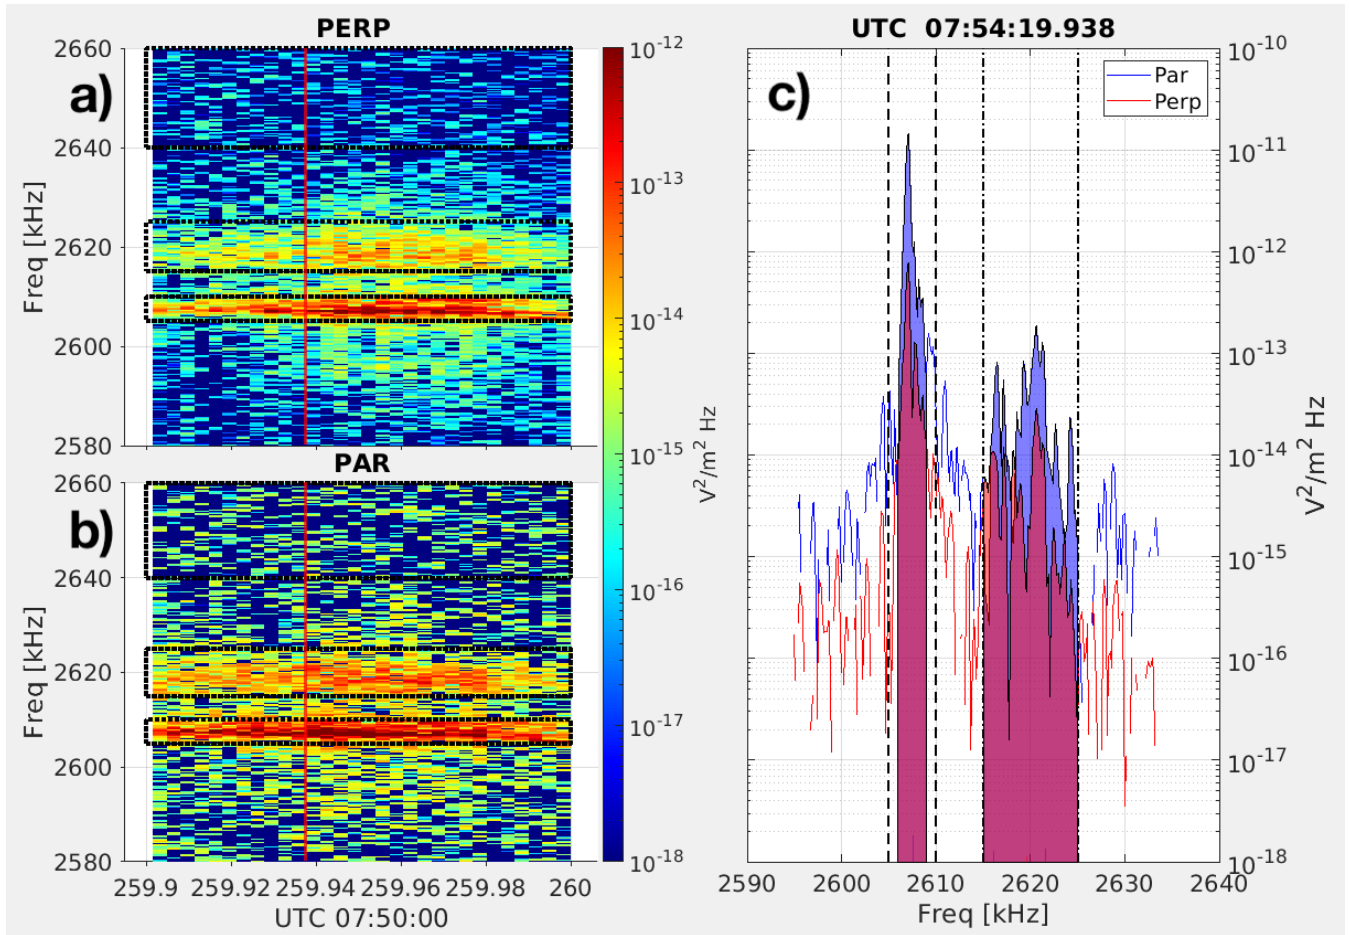 PERP
a)
2660
2640
2620
2600
2580
Freq [kHz]
PAR
b)
2660
2640
2620
2600
2580
Freq [kHz]
259.9 259.92 259.94 259.96 259.98 260
UTC 07:50:00
10^-12
10^-13
10^-14
10^-15
10^-16
10^-17
10^-18
V^2/m^2 Hz
UTC 07:54:19.938
c)
Par
Perp
10^-10
10^-11
10^-12
10^-13
10^-14
10^-15
10^-16
10^-17
10^-18
V^2/m^2 Hz
2590 2600 2610 2620 2630 2640
Freq [kHz]